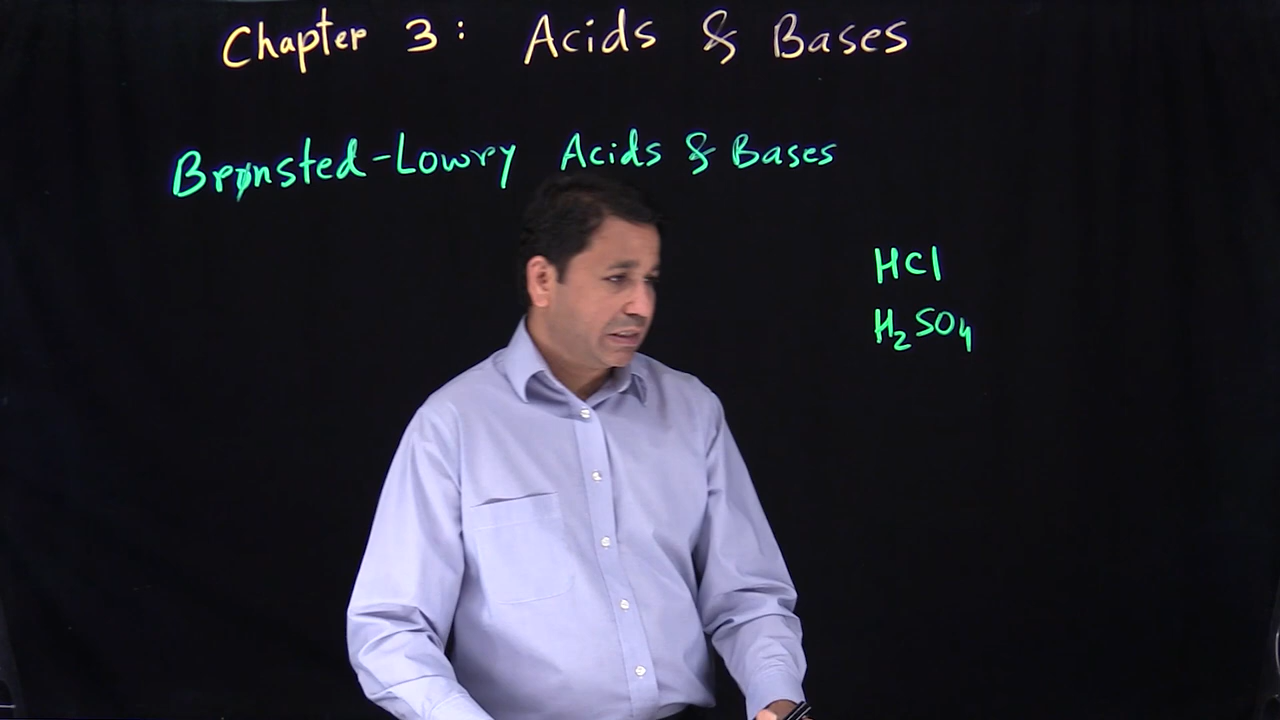 Chapter 3: Acids & Bases
Brønsted-Lowry Acids & Bases
HCl
H₂SO₄